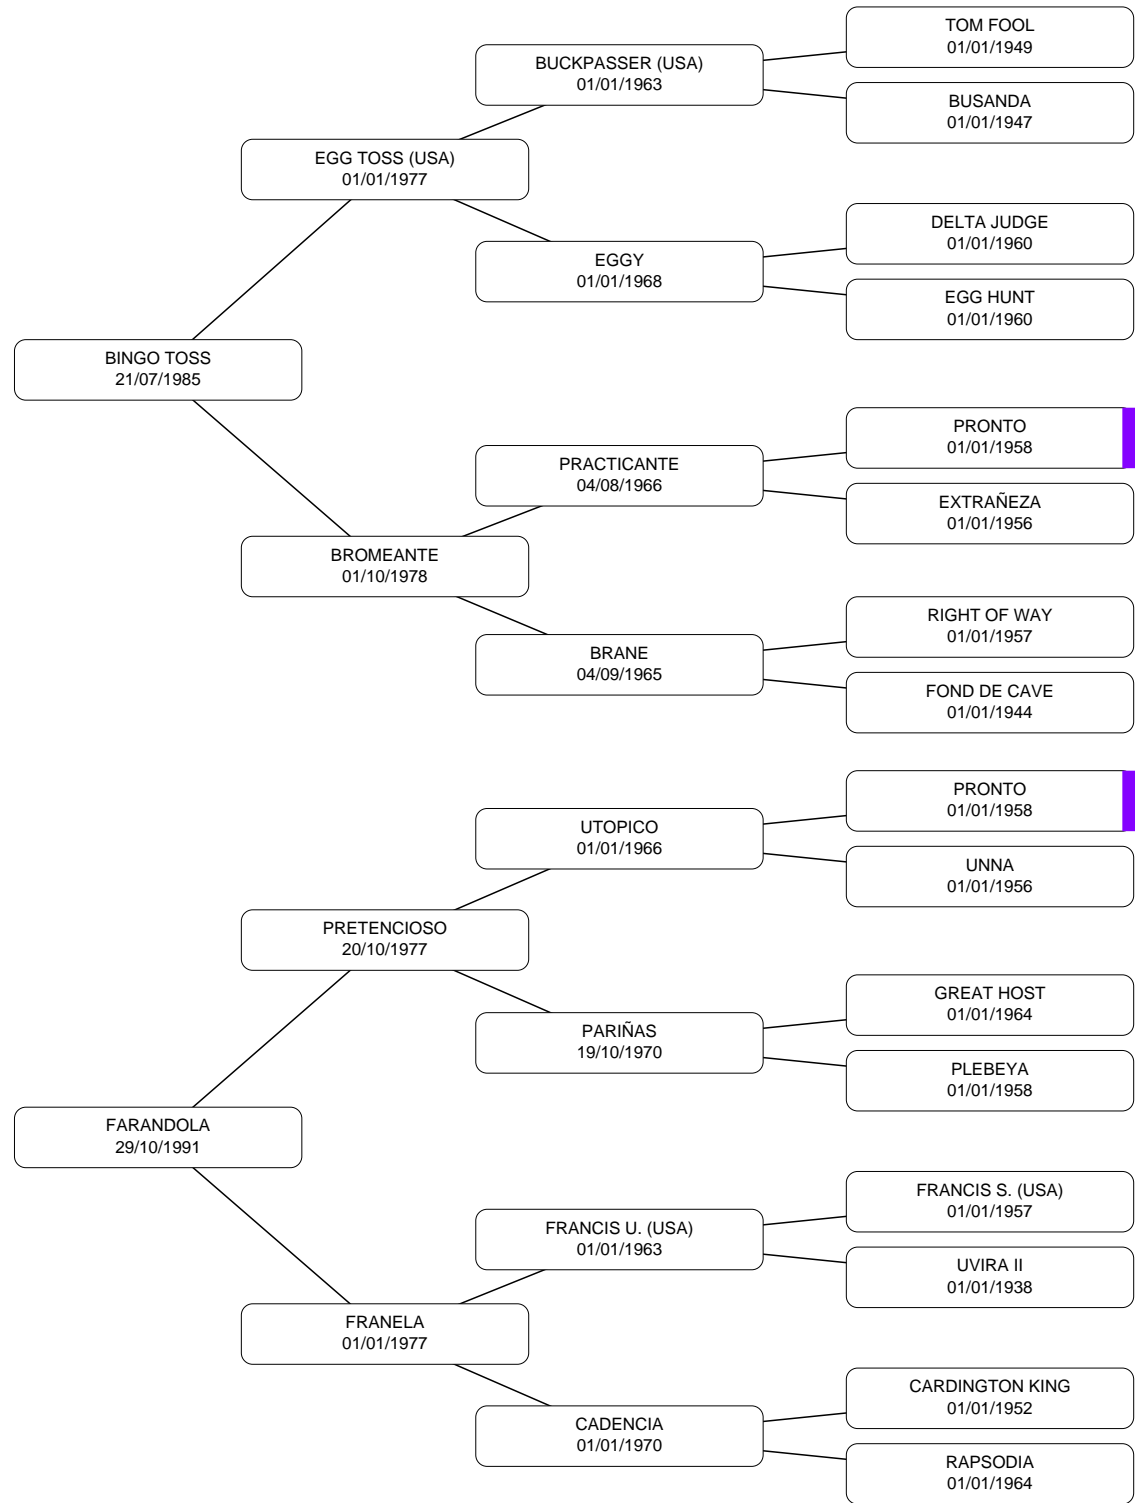 TOM FOOL
01/01/1949
BUCKPASSER (USA)
01/01/1963
BUSANDA
01/01/1947
EGG TOSS (USA)
01/01/1977
DELTA JUDGE
01/01/1960
EGGY
01/01/1968
EGG HUNT
01/01/1960
BINGO TOSS
21/07/1985
PRONTO
01/01/1958
PRACTICANTE
04/08/1966
EXTRAÑEZA
01/01/1956
BROMEANTE
01/10/1978
RIGHT OF WAY
01/01/1957
BRANE
04/09/1965
FOND DE CAVE
01/01/1944
PRONTO
01/01/1958
UTOPICO
01/01/1966
UNNA
01/01/1956
PRETENCIOSO
20/10/1977
GREAT HOST
01/01/1964
PARIÑAS
19/10/1970
PLEBEYA
01/01/1958
FARANDOLA
29/10/1991
FRANCIS S. (USA)
01/01/1957
FRANCIS U. (USA)
01/01/1963
UVIRA II
01/01/1938
FRANELA
01/01/1977
CARDINGTON KING
01/01/1952
CADENCIA
01/01/1970
RAPSODIA
01/01/1964